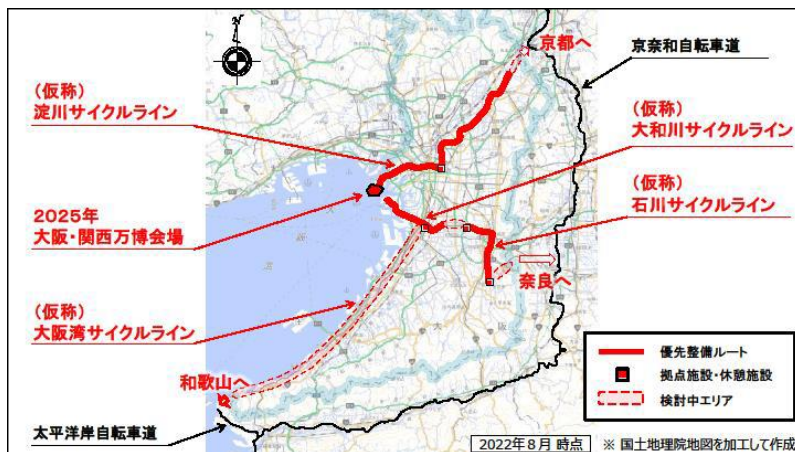 京都へ
京奈和自転車道
（仮称）
淀川サイクルライン
（仮称）
大和川サイクルライン
（仮称）
石川サイクルライン
2025年
大阪・関西万博会場
奈良へ
（仮称）
大阪湾サイクルライン
和歌山へ
太平洋岸自転車道
優先整備ルート
拠点施設・休憩施設
検討中エリア
2022年８月 時点
※ 国土地理院地図を加工して作成